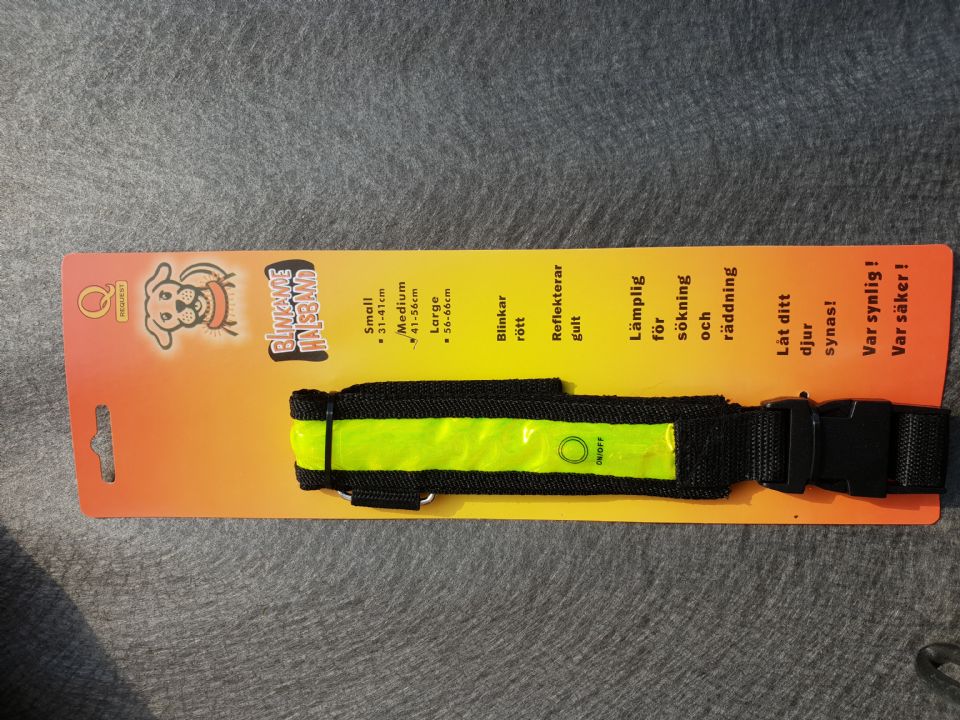 Q
REQUEST
BLINKANDE
HALSBAND
Small
• 31-41cm
Medium
• 41-56cm
Large
• 56-66cm
Blinkar
rött
Reflekterar
gult
Lämplig
för
sökning
och
räddning
Låt ditt
djur
synas!
Var synlig!
Var säker!
ON/OFF